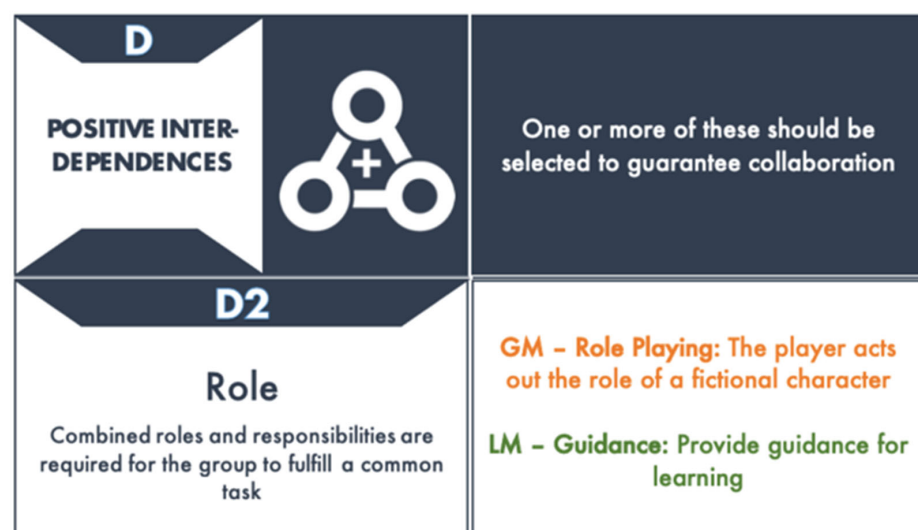 D
POSITIVE INTER-
DEPENDENCES
+
One or more of these should be
selected to guarantee collaboration
D2
Role
Combined roles and responsibilities are
required for the group to fulfill a common
task
GM – Role Playing: The player acts
out the role of a fictional character
LM – Guidance: Provide guidance for
learning